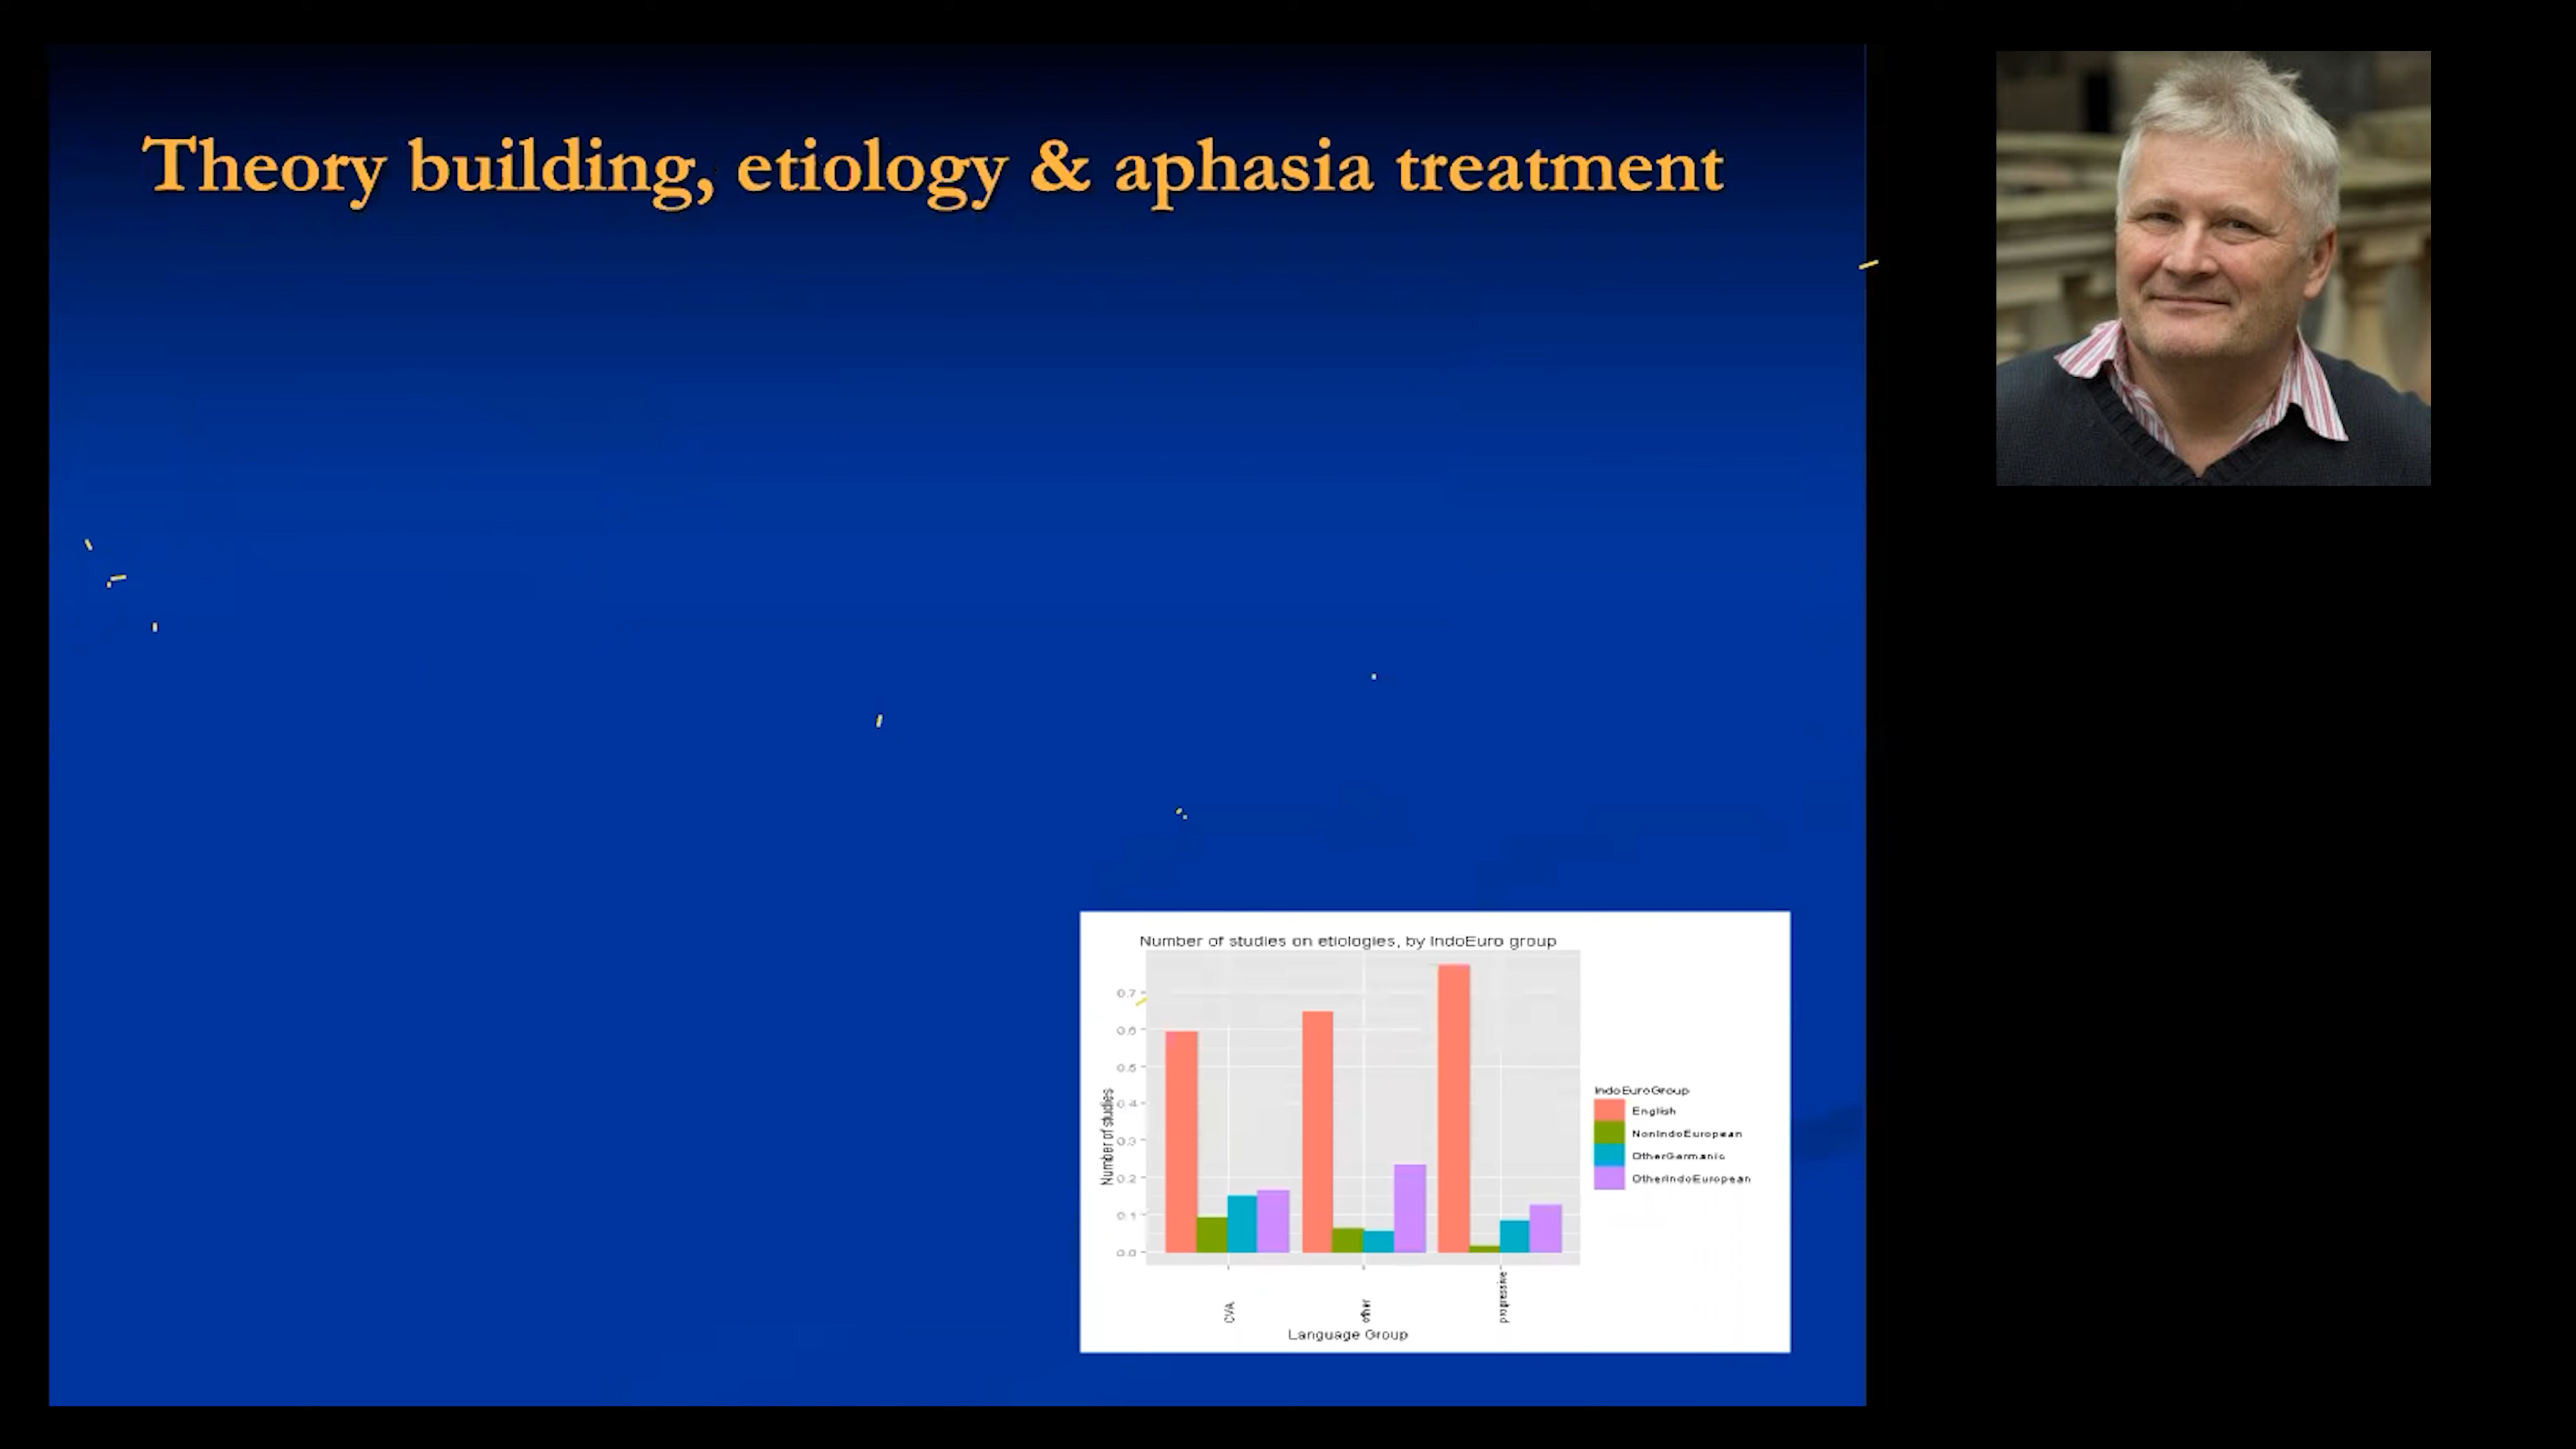 Theory building, etiology & aphasia treatment
Number of studies on etiologies, by IndoEuro group
0.7
0.6
0.5
0.4
0.3
0.2
0.1
0.0
Number of studies
CVA
other
progressive
Language Group
IndoEuroGroup
English
NonIndoEuropean
OtherGermanic
OtherIndoEuropean